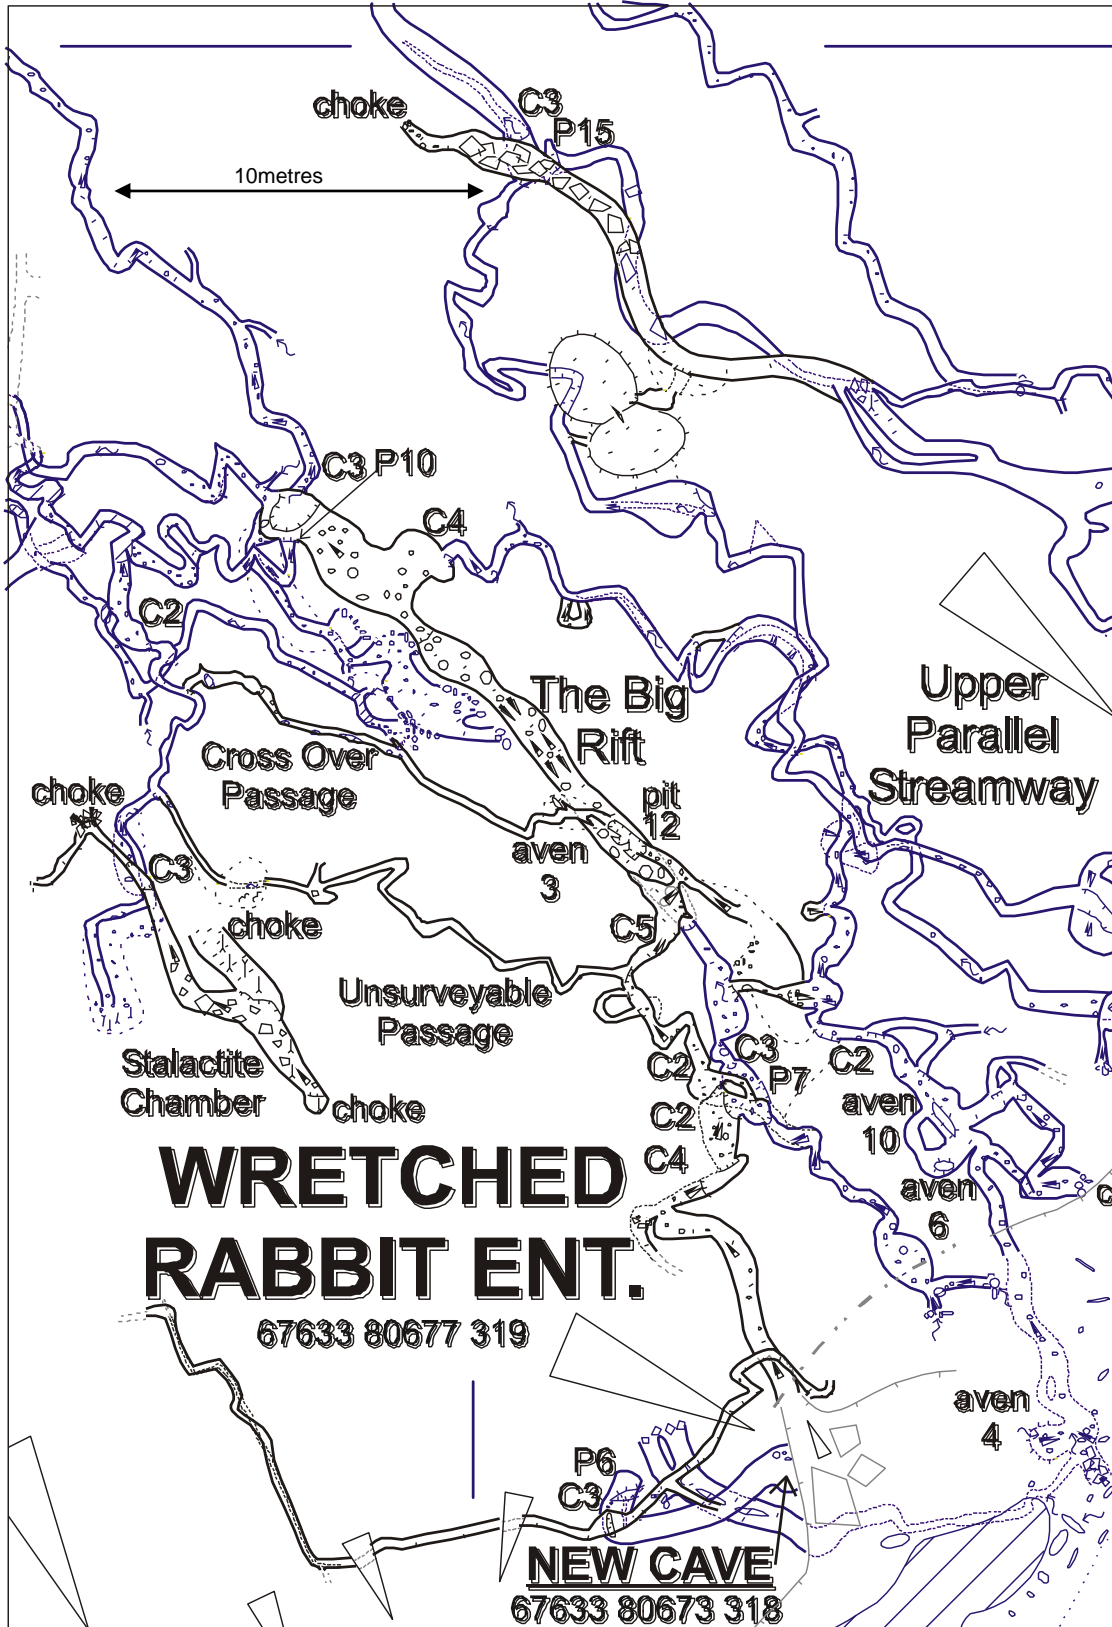 choke
C3
P15
10metres
C3 P10
C4
C2
The Big
Rift
Upper
Parallel
Streamway
Cross Over
Passage
choke
pit
12
aven
3
C3
choke
C5
Unsurveyable
Passage
Stalactite
Chamber
choke
C2
C3
P7
C2
aven
10
C2
C4
aven
6
WRETCHED
RABBIT ENT.
67633 80677 319
aven
4
P6
C3
NEW CAVE
67633 80673 318